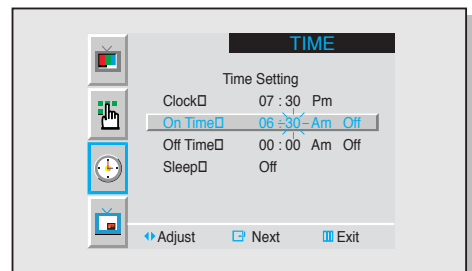 TIME
Time Setting
Clock 07 : 30 Pm
On Time 06 : 30 Am Off
Off Time 00 : 00 Am Off
Sleep Off
Adjust Next Exit